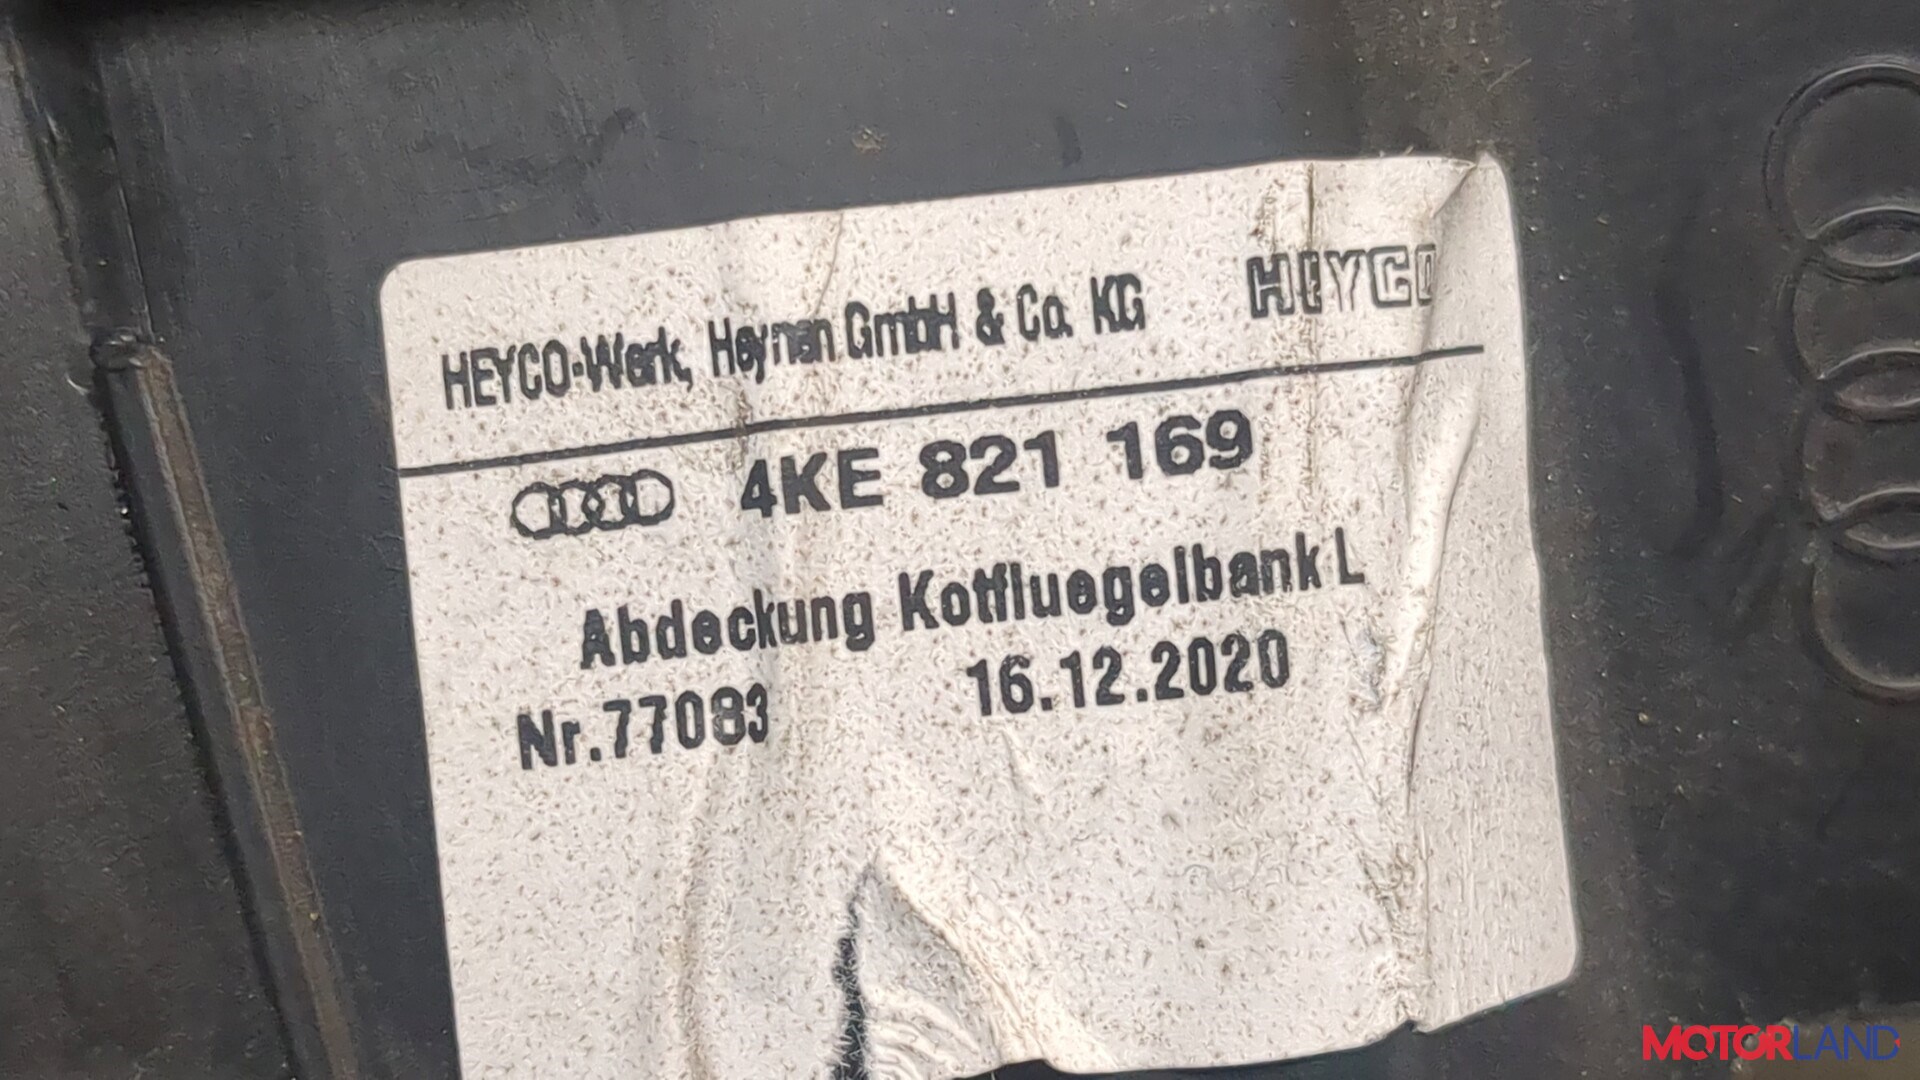 HEYCO-Werk, Heynen GmbH & Co. KG HEYCO
4KE 821 169
Abdeckung Kotfluegelbank L
Nr.77083 16.12.2020
MOTORLAND